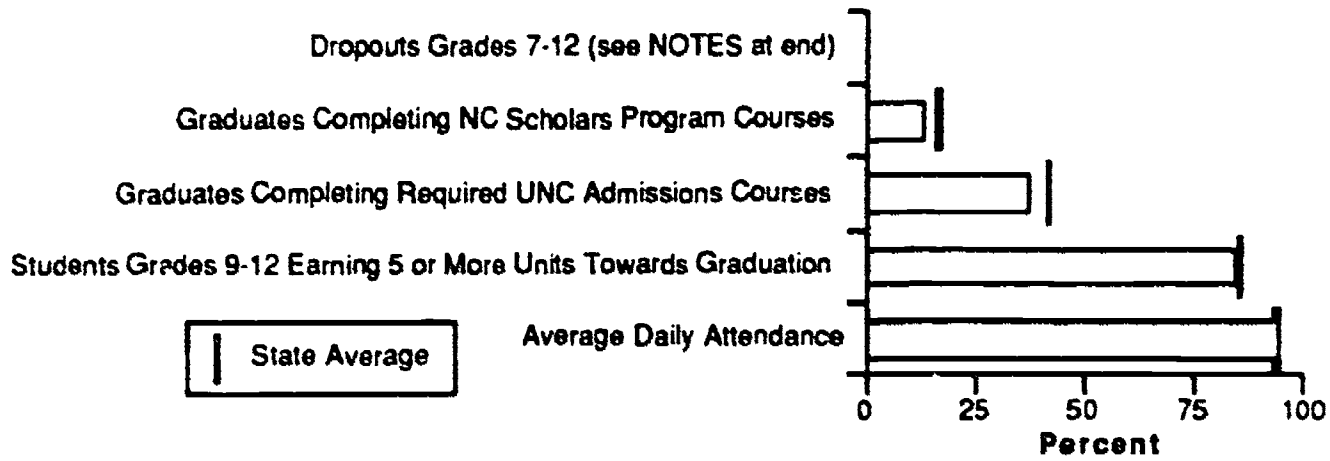 Dropouts Grades 7-12 (see NOTES at end)
Graduates Completing NC Scholars Program Courses
Graduates Completing Required UNC Admissions Courses
Students Grades 9-12 Earning 5 or More Units Towards Graduation
Average Daily Attendance
State Average
0 25 50 75 100
Percent